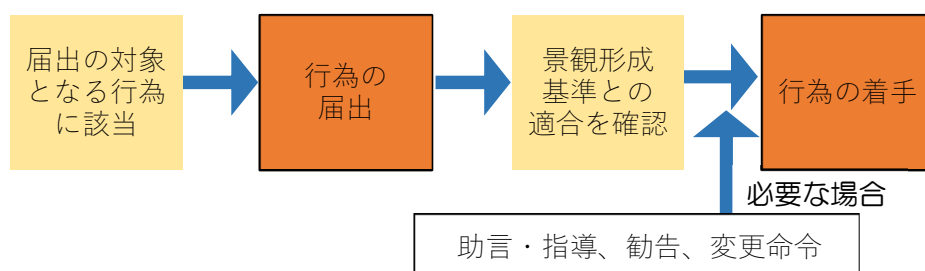 届出の対象
となる行為
に該当
行為の
届出
景観形成
基準との
適合を確認
行為の着手
必要な場合
助言・指導、勧告、変更命令